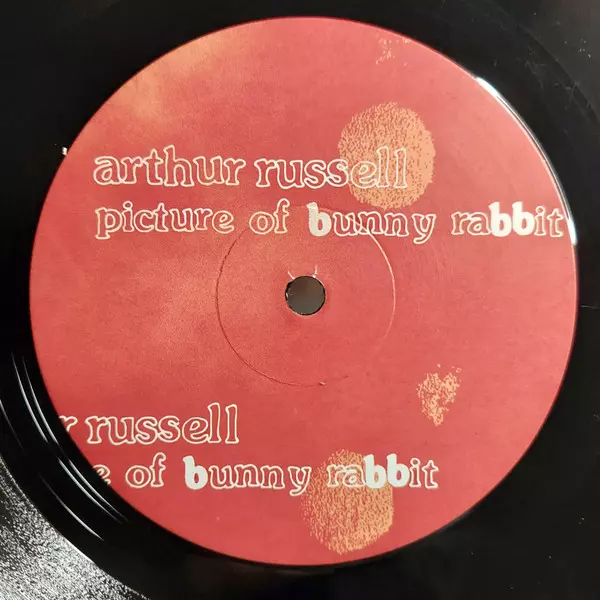 arthur russell
picture of bunny rabbit
r russell
e of bunny rabbit